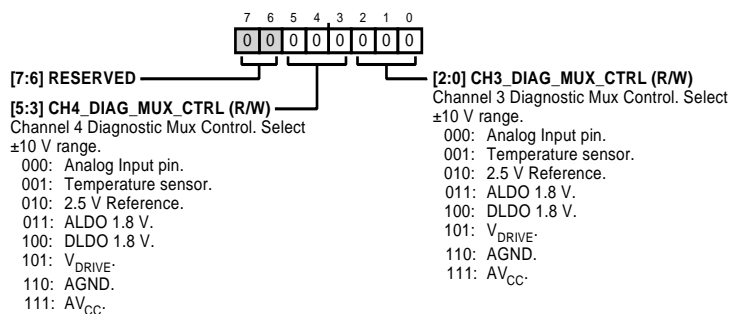 7 6 5 4 3 2 1 0
0 0 0 0 0 0 0 0
[7:6] RESERVED
[5:3] CH4_DIAG_MUX_CTRL (R/W)
Channel 4 Diagnostic Mux Control. Select
±10 V range.
000: Analog Input pin.
001: Temperature sensor.
010: 2.5 V Reference.
011: ALDO 1.8 V.
100: DLDO 1.8 V.
101: VDRIVE.
110: AGND.
111: AVCC.
[2:0] CH3_DIAG_MUX_CTRL (R/W)
Channel 3 Diagnostic Mux Control. Select
±10 V range.
000: Analog Input pin.
001: Temperature sensor.
010: 2.5 V Reference.
011: ALDO 1.8 V.
100: DLDO 1.8 V.
101: VDRIVE.
110: AGND.
111: AVCC.